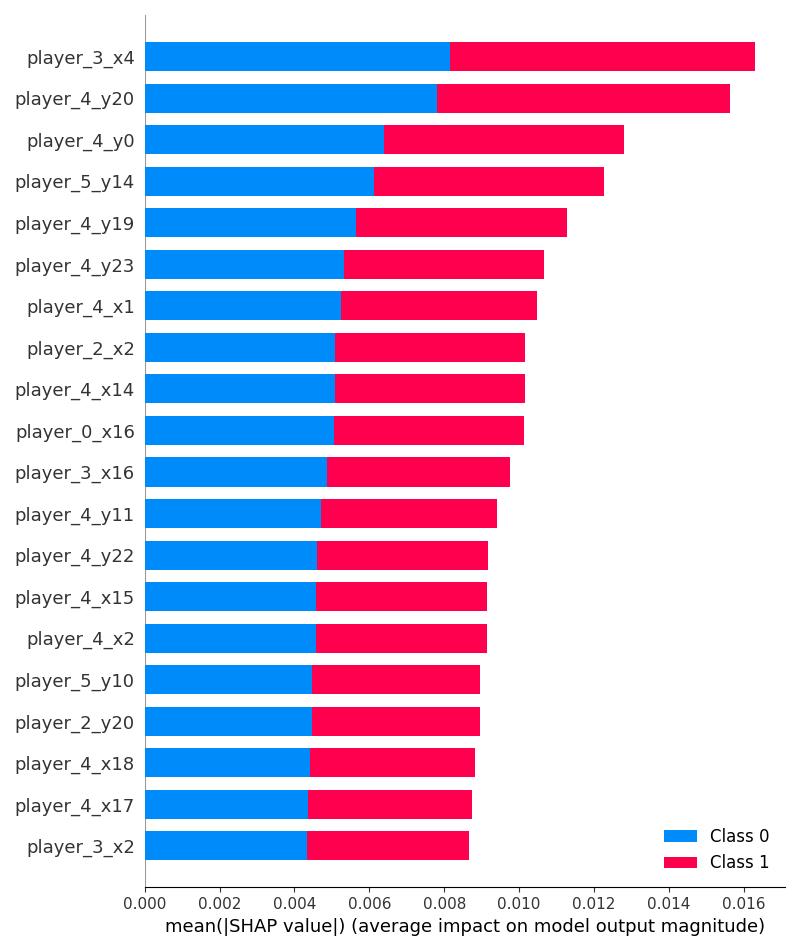 player_3_x4
player_4_y20
player_4_y0
player_5_y14
player_4_y19
player_4_y23
player_4_x1
player_2_x2
player_4_x14
player_0_x16
player_3_x16
player_4_y11
player_4_y22
player_4_x15
player_4_x2
player_5_y10
player_2_y20
player_4_x18
player_4_x17
player_3_x2
Class 0
Class 1
0.000 0.002 0.004 0.006 0.008 0.010 0.012 0.014 0.016
mean(|SHAP value|) (average impact on model output magnitude)